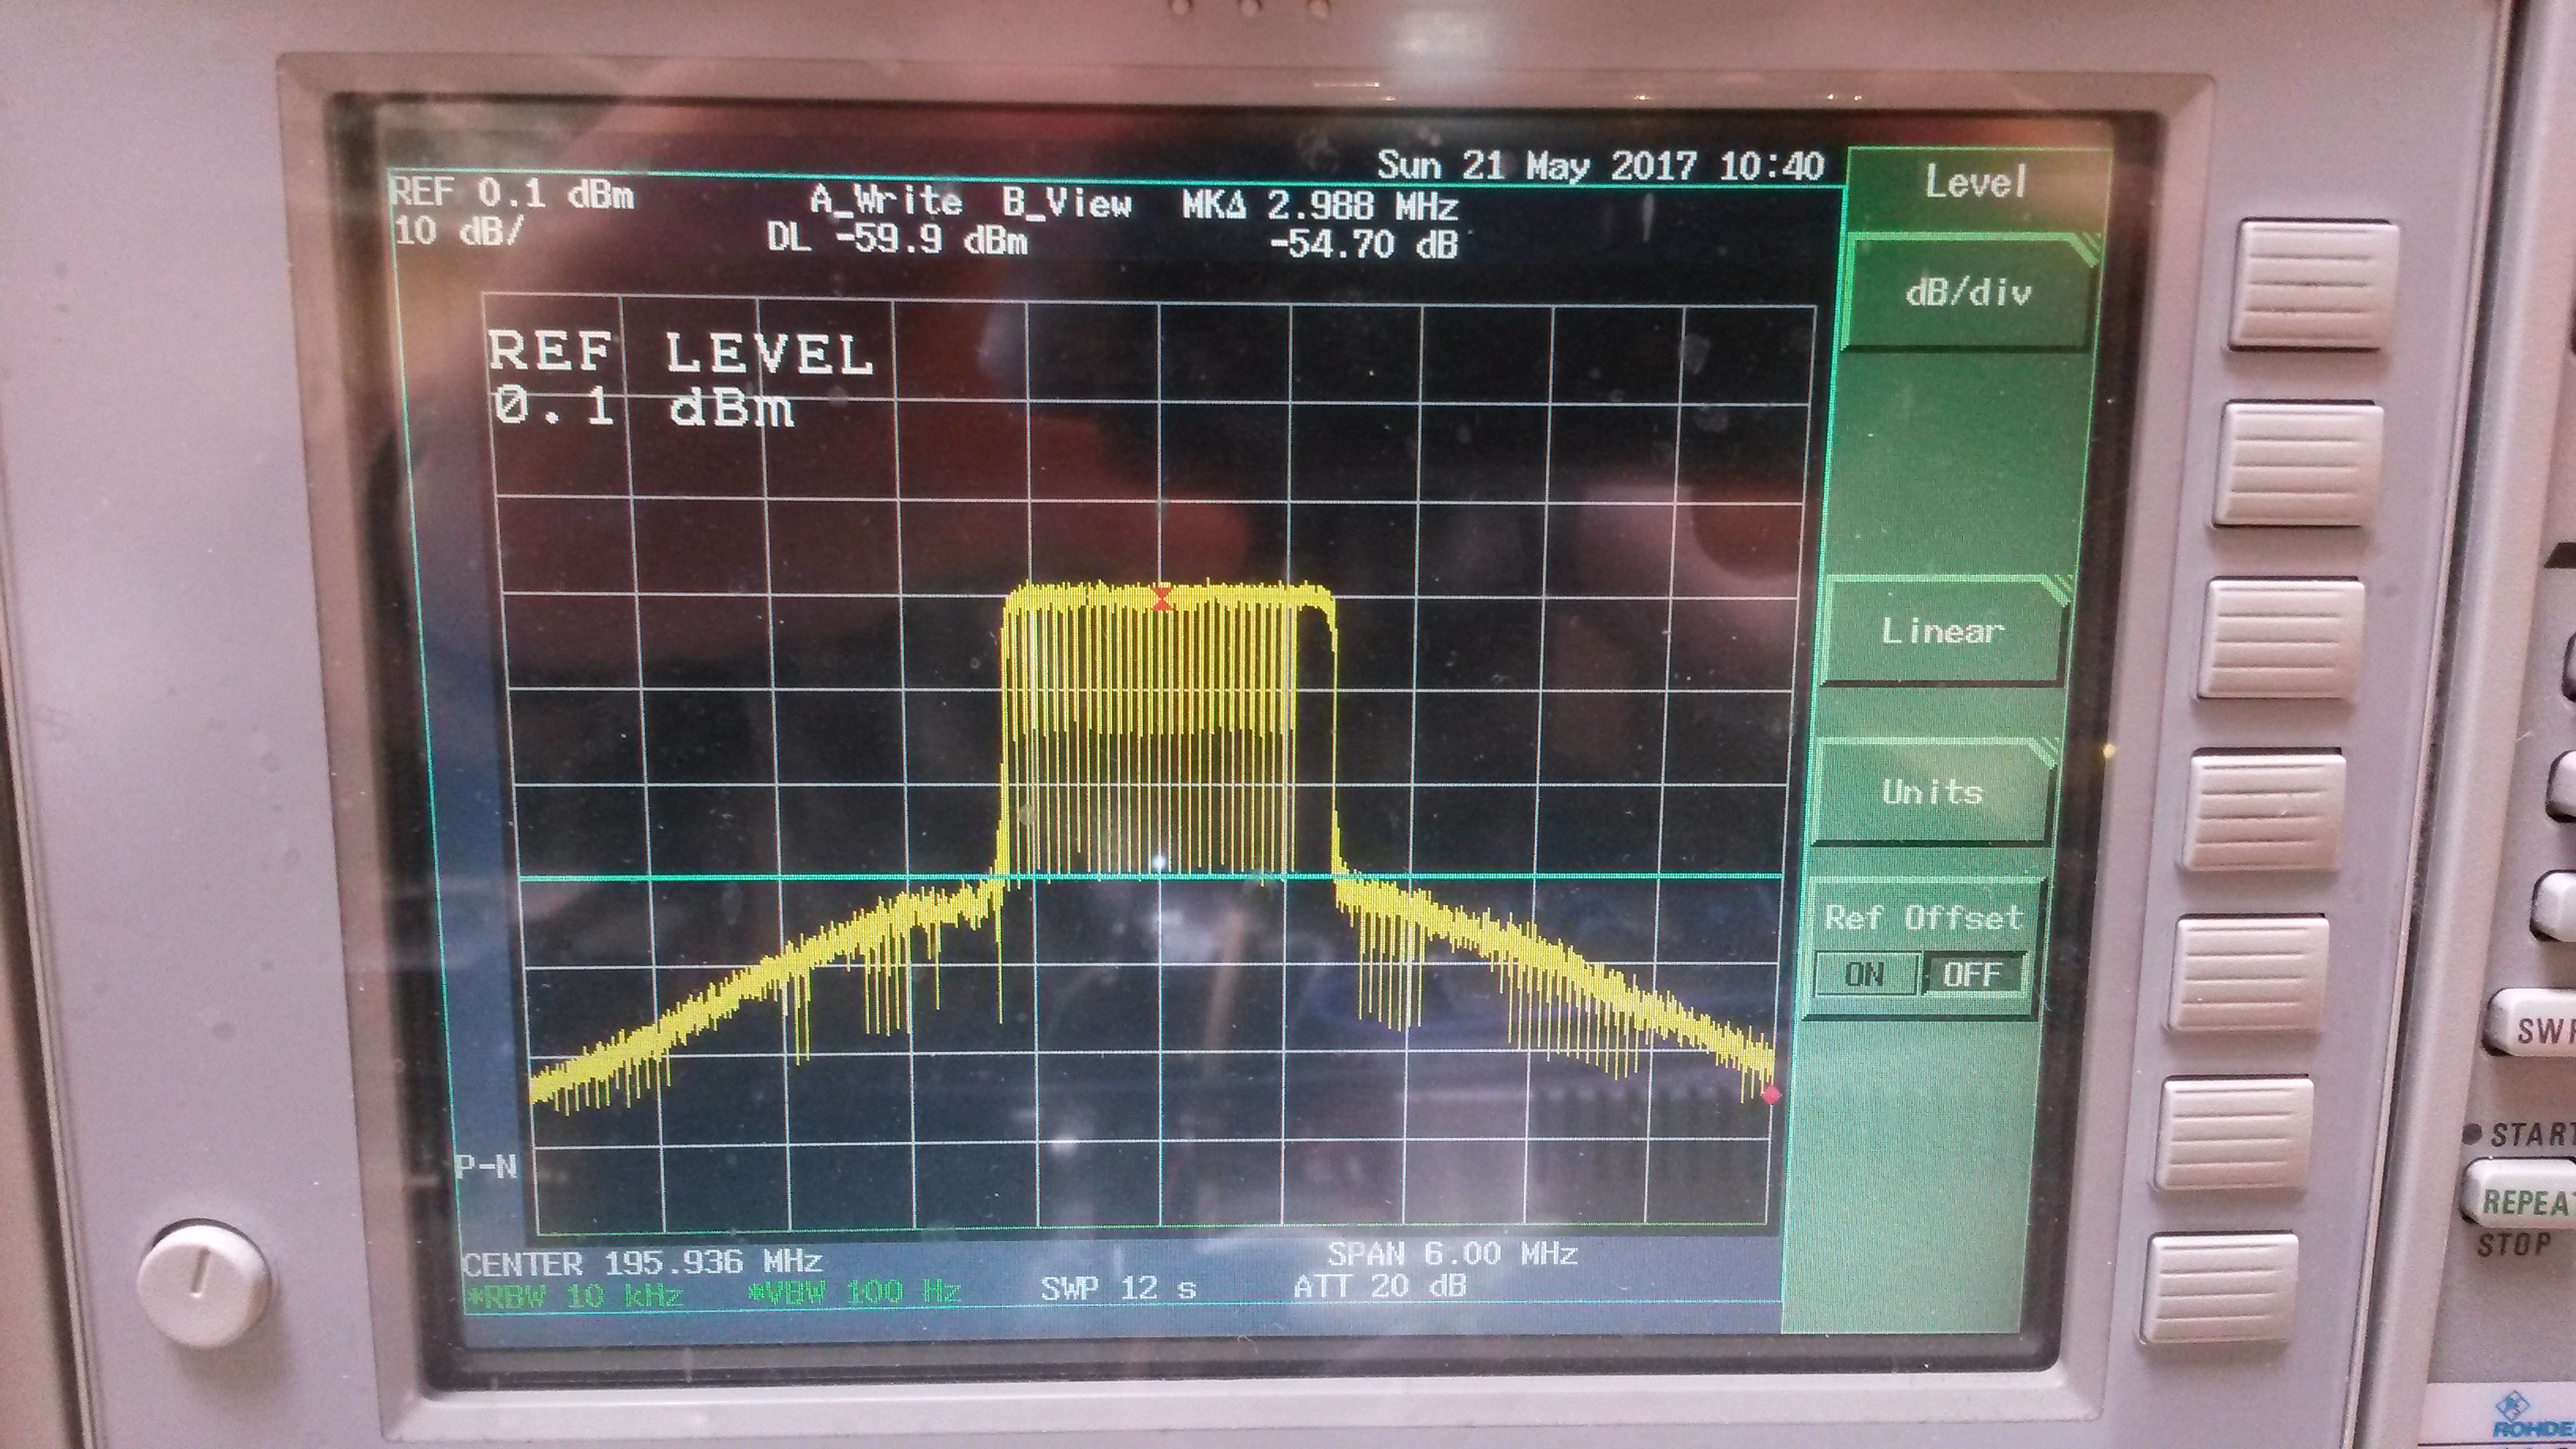 Sun 21 May 2017 10:40
REF 0.1 dBm A_Write B_View MKΔ 2.988 MHz
10 dB/ DL -59.9 dBm -54.70 dB
REF LEVEL
0.1 dBm
P-N
CENTER 195.936 MHz SPAN 6.00 MHz
*RBW 10 kHz *VBW 100 Hz SWP 12 s ATT 20 dB
Level
dB/div
Linear
Units
Ref Offset
ON OFF
START
STOP
ROHDE